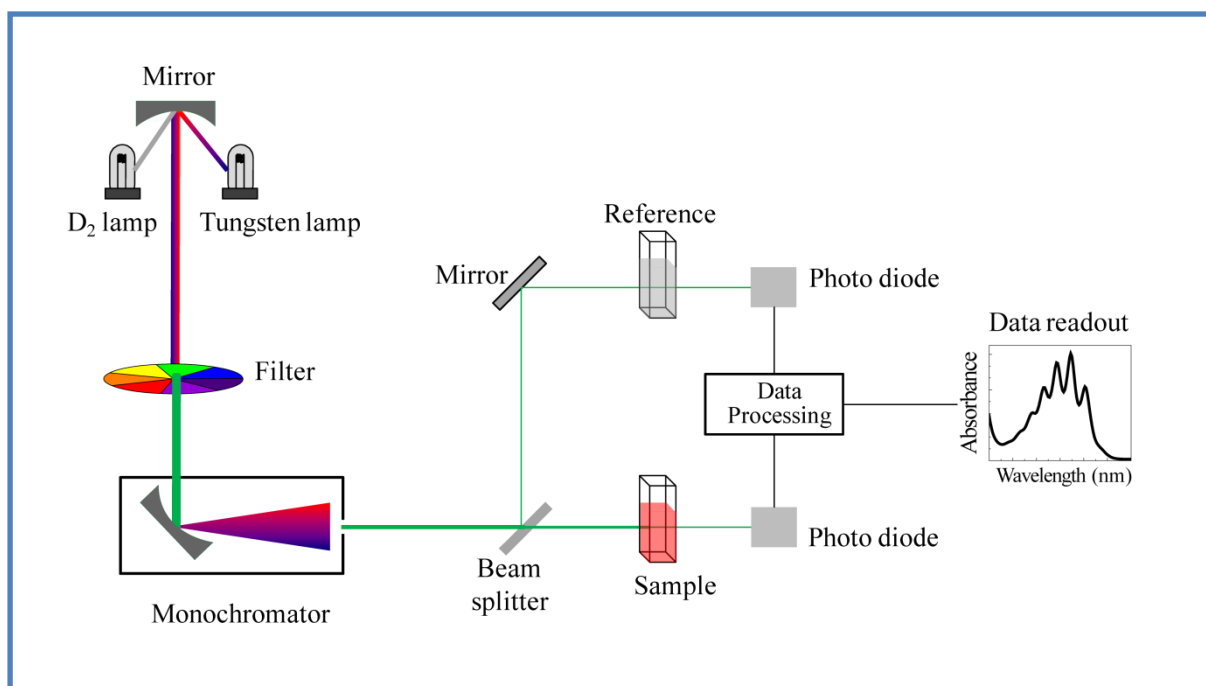 Mirror
D₂ lamp
Tungsten lamp
Filter
Monochromator
Mirror
Reference
Photo diode
Data
Processing
Beam
splitter
Sample
Photo diode
Data readout
Absorbance
Wavelength (nm)